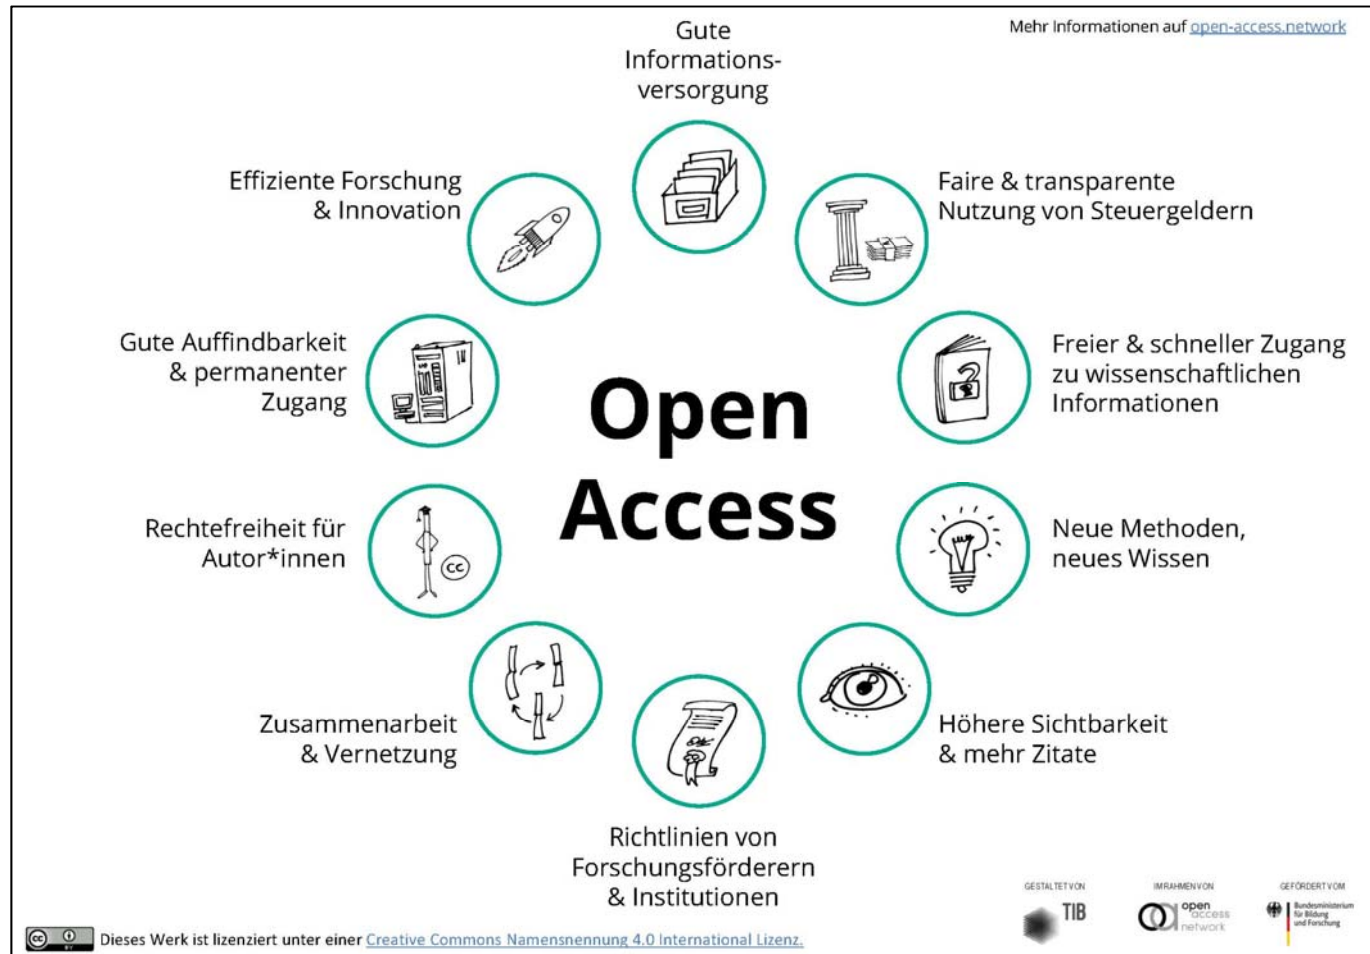 Mehr Informationen auf open-access.network
Gute
Informations-
versorgung
Faire & transparente
Nutzung von Steuergeldern
Freier & schneller Zugang
zu wissenschaftlichen
Informationen
Neue Methoden,
neues Wissen
Höhere Sichtbarkeit
& mehr Zitate
Richtlinien von
Forschungsförderern
& Institutionen
Zusammenarbeit
& Vernetzung
Rechtefreiheit für
Autor*innen
cc
Gute Auffindbarkeit
& permanenter
Zugang
Effiziente Forschung
& Innovation
Open
Access
GESTALTET VON
TIB
IM RAHMEN VON
open
access
network
GEFÖRDERT VOM
Bundesministerium
für Bildung
und Forschung
cc
BY
Dieses Werk ist lizenziert unter einer Creative Commons Namensnennung 4.0 International Lizenz.